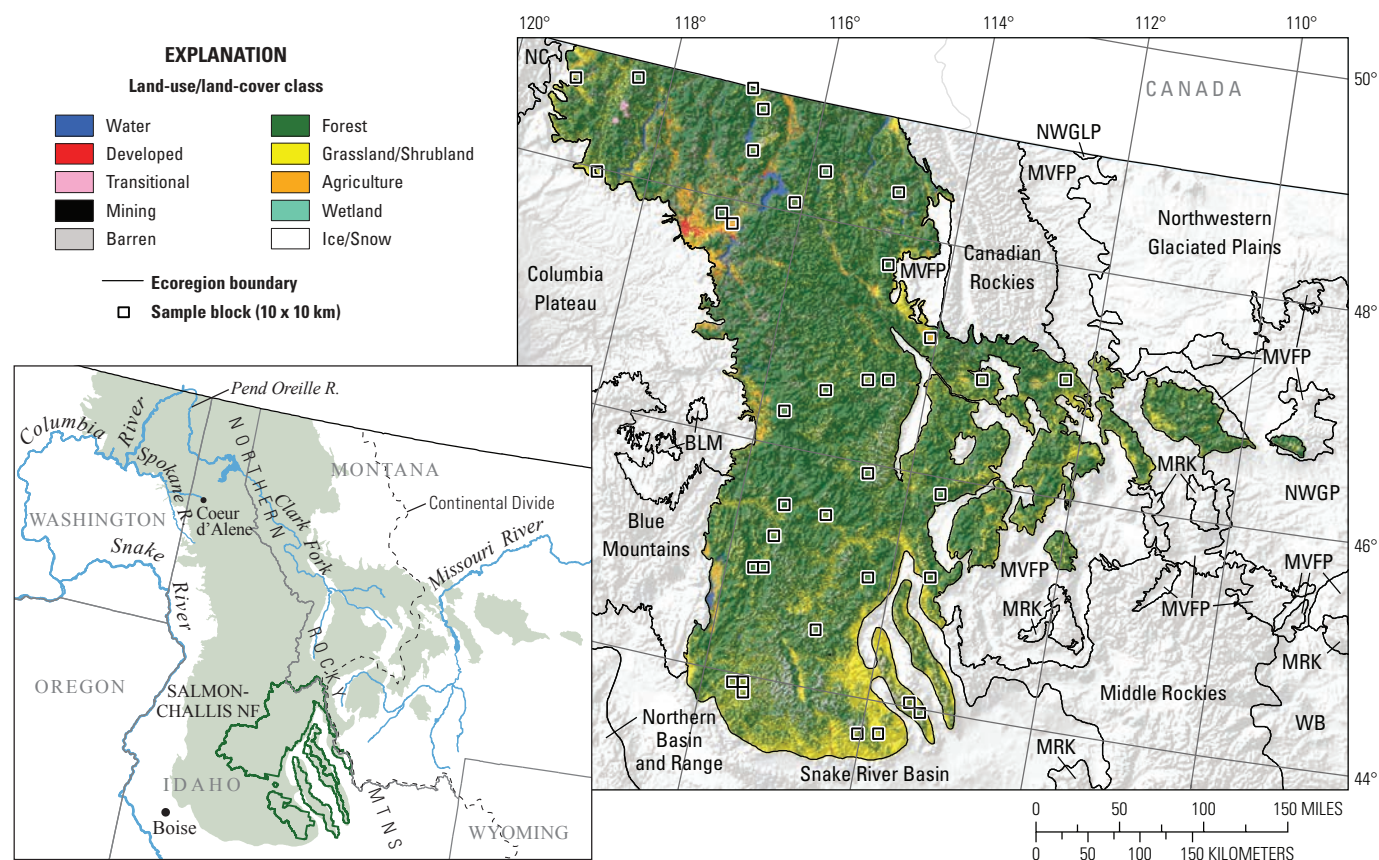 EXPLANATION
Land-use/land-cover class
Water
Developed
Transitional
Mining
Barren
Forest
Grassland/Shrubland
Agriculture
Wetland
Ice/Snow
Ecoregion boundary
Sample block (10 x 10 km)
120°
118°
116°
114°
112°
110°
50°
48°
46°
44°
NC
CANADA
NWGLP
MVFP
Northwestern
Glaciated Plains
Canadian
Rockies
MVFP
Columbia
Plateau
MVFP
BLM
MRK
NWGP
Blue
Mountains
MVFP
MVFP
MRK
MVFP
MRK
Middle Rockies
WB
Northern
Basin
and Range
MRK
Snake River Basin
0 50 100 150 MILES
0 50 100 150 KILOMETERS
Pend Oreille R.
Columbia
River
Spokane R.
NORTHERN
ROCKY
MTNS
MONTANA
Continental Divide
Clark
Fork
WASHINGTON
Coeur
d'Alene
Snake
River
Missouri River
OREGON
SALMON-
CHALLIS NF
IDAHO
Boise
WYOMING